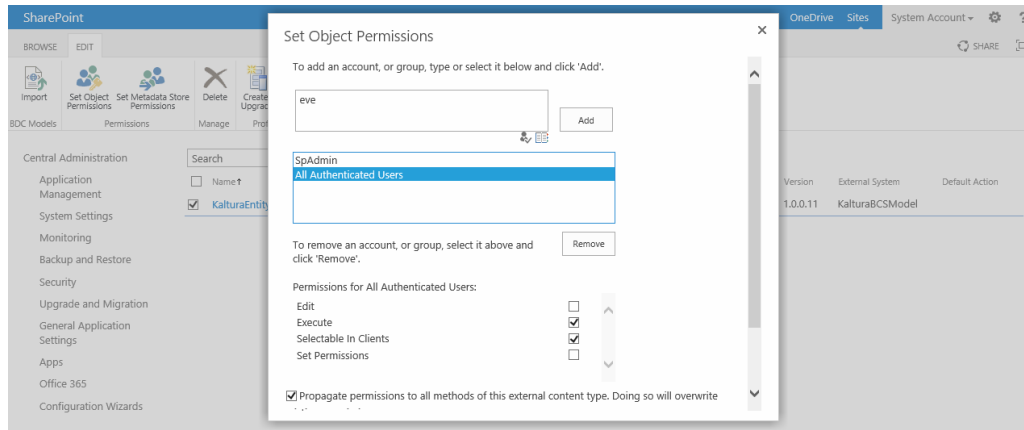 SharePoint
OneDrive Sites System Account
?
BROWSE EDIT
SHARE
Import
Set Object Permissions
Set Metadata Store Permissions
Delete
Create
Upgrad
BDC Models
Permissions
Manage
Prof
Central Administration
Application
Management
System Settings
Monitoring
Backup and Restore
Security
Upgrade and Migration
General Application
Settings
Apps
Office 365
Configuration Wizards
Search
Name
KalturaEntity
Version External System Default Action
1.0.0.11 KalturaBCSModel
Set Object Permissions
To add an account, or group, type or select it below and click 'Add'.
eve
Add
SpAdmin
All Authenticated Users
To remove an account, or group, select it above and
click 'Remove'.
Remove
Permissions for All Authenticated Users:
Edit
Execute
Selectable In Clients
Set Permissions
Propagate permissions to all methods of this external content type. Doing so will overwrite